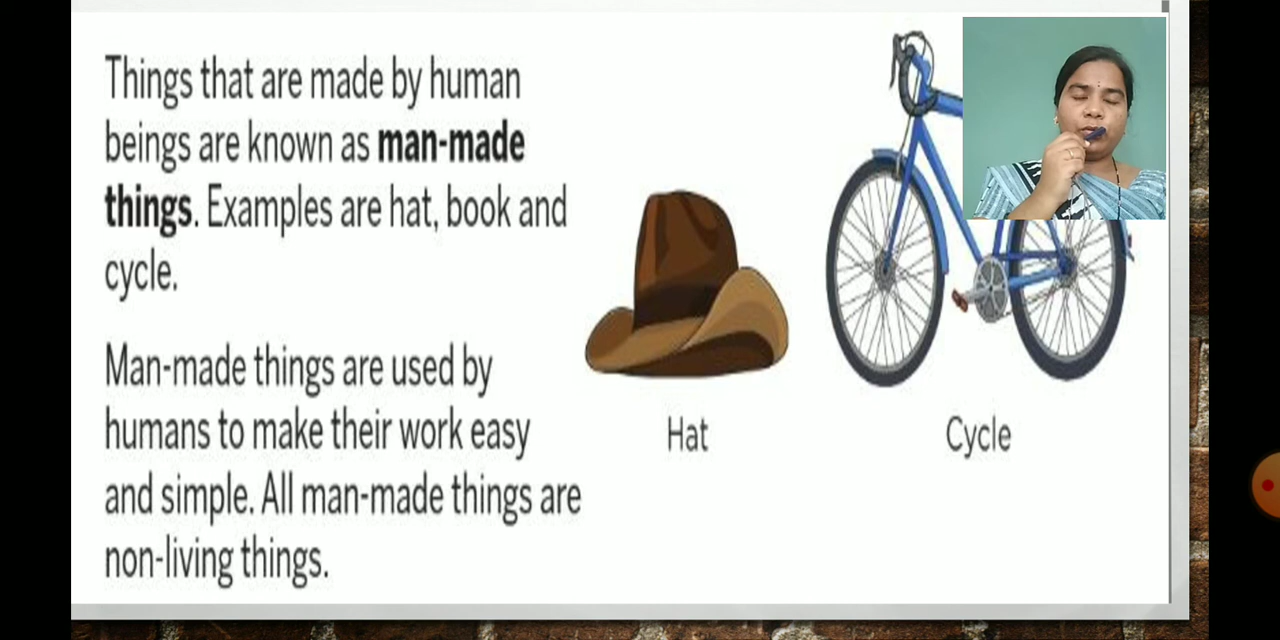 Things that are made by human
beings are known as man-made
things. Examples are hat, book and
cycle.
Man-made things are used by
humans to make their work easy
and simple. All man-made things are
non-living things.
Hat
Cycle